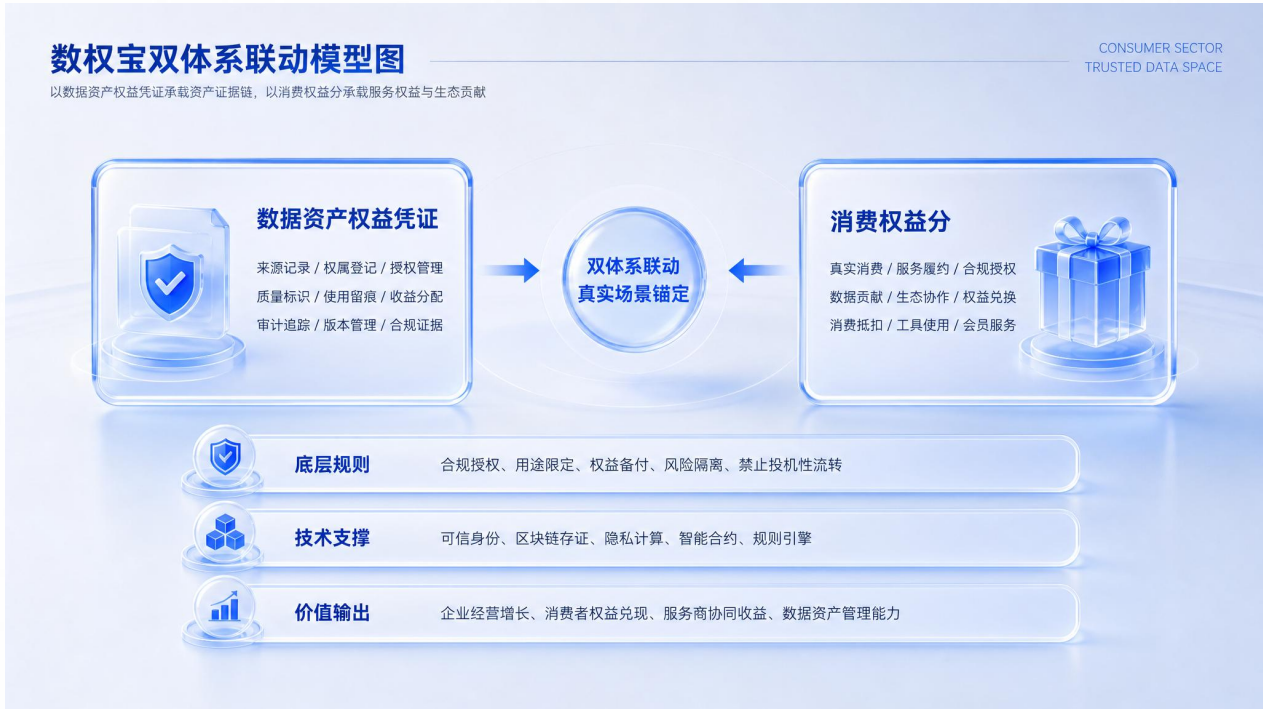 数权宝双体系联动模型图
CONSUMER SECTOR
TRUSTED DATA SPACE
以数据资产权益凭证承载资产证据链，以消费权益分承载服务权益与生态贡献
数据资产权益凭证
来源记录 / 权属登记 / 授权管理
质量标识 / 使用留痕 / 收益分配
审计追踪 / 版本管理 / 合规证据
双体系联动
真实场景锚定
消费权益分
真实消费 / 服务履约 / 合规授权
数据贡献 / 生态协作 / 权益兑换
消费抵扣 / 工具使用 / 会员服务
底层规则
合规授权、用途限定、权益备付、风险隔离、禁止投机性流转
技术支撑
可信身份、区块链存证、隐私计算、智能合约、规则引擎
价值输出
企业经营增长、消费者权益兑现、服务商协同收益、数据资产管理能力